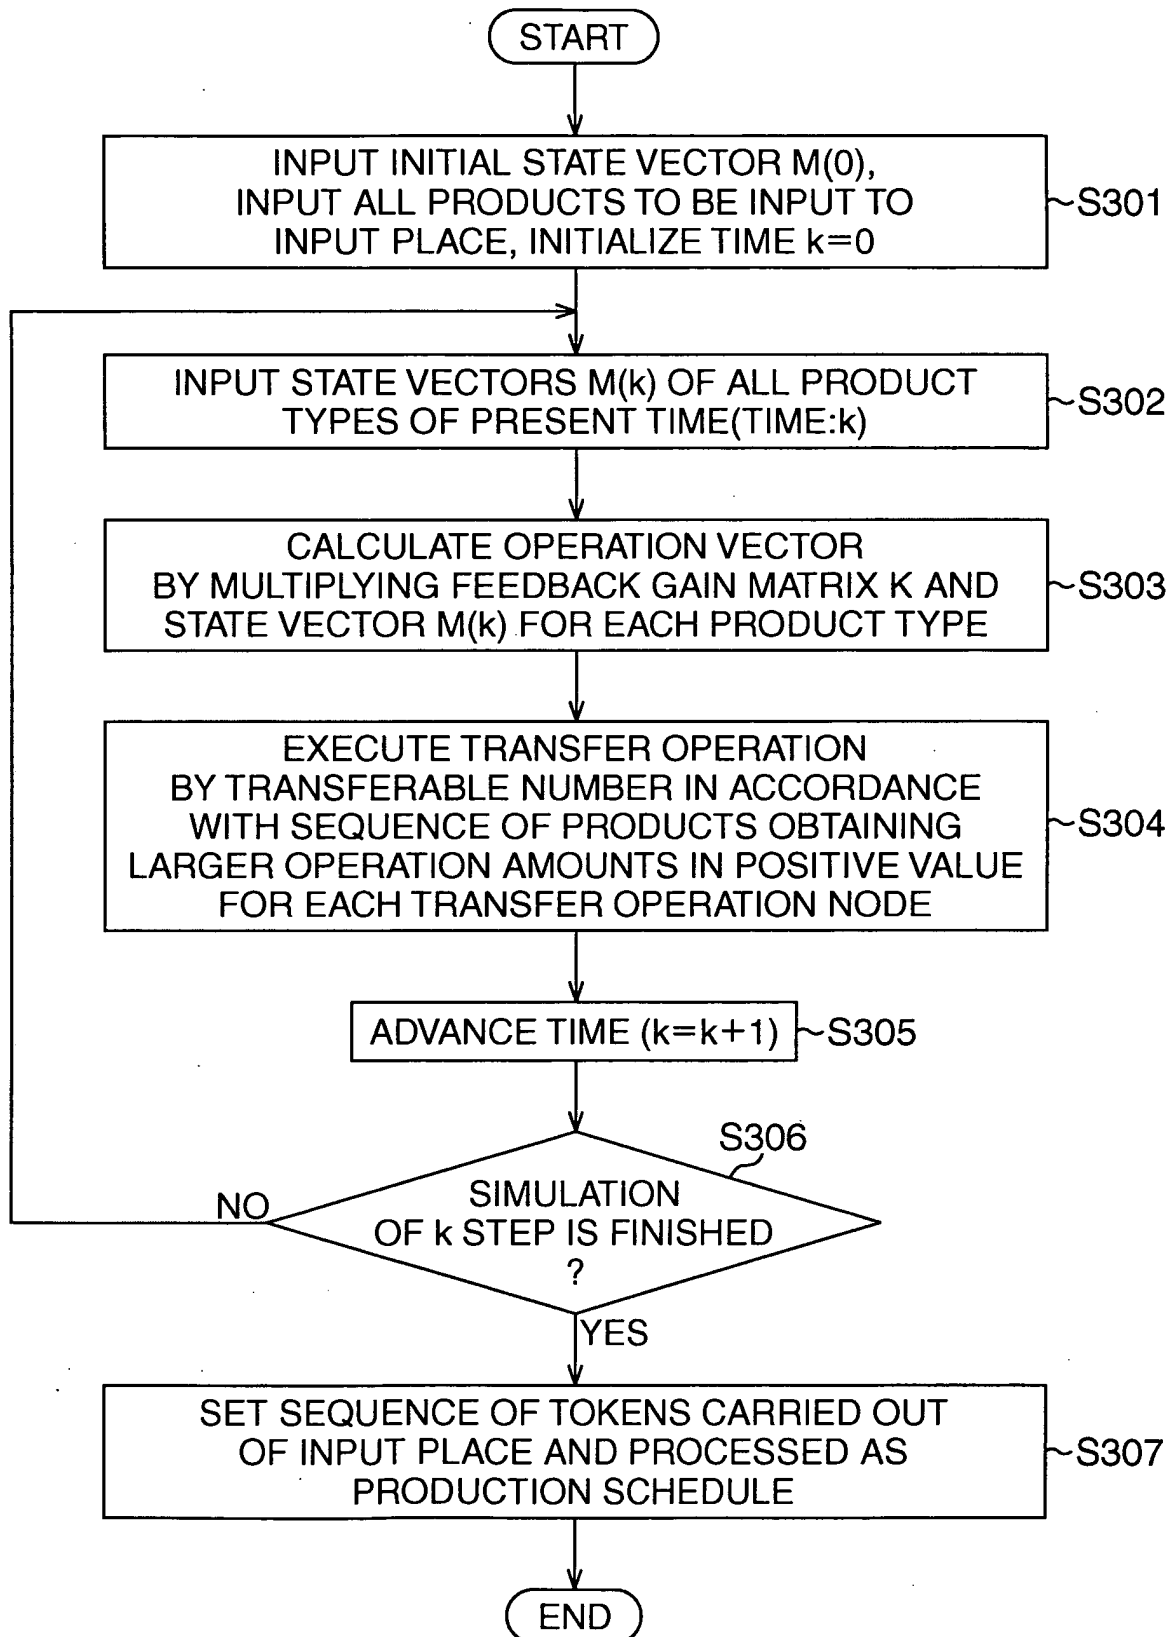 START
INPUT INITIAL STATE VECTOR M(0),
INPUT ALL PRODUCTS TO BE INPUT TO
INPUT PLACE, INITIALIZE TIME k=0
S301
INPUT STATE VECTORS M(k) OF ALL PRODUCT
TYPES OF PRESENT TIME(TIME:k)
S302
CALCULATE OPERATION VECTOR
BY MULTIPLYING FEEDBACK GAIN MATRIX K AND
STATE VECTOR M(k) FOR EACH PRODUCT TYPE
S303
EXECUTE TRANSFER OPERATION
BY TRANSFERABLE NUMBER IN ACCORDANCE
WITH SEQUENCE OF PRODUCTS OBTAINING
LARGER OPERATION AMOUNTS IN POSITIVE VALUE
FOR EACH TRANSFER OPERATION NODE
S304
ADVANCE TIME (k=k+1)
S305
S306
SIMULATION
OF k STEP IS FINISHED
?
NO
YES
SET SEQUENCE OF TOKENS CARRIED OUT
OF INPUT PLACE AND PROCESSED AS
PRODUCTION SCHEDULE
S307
END